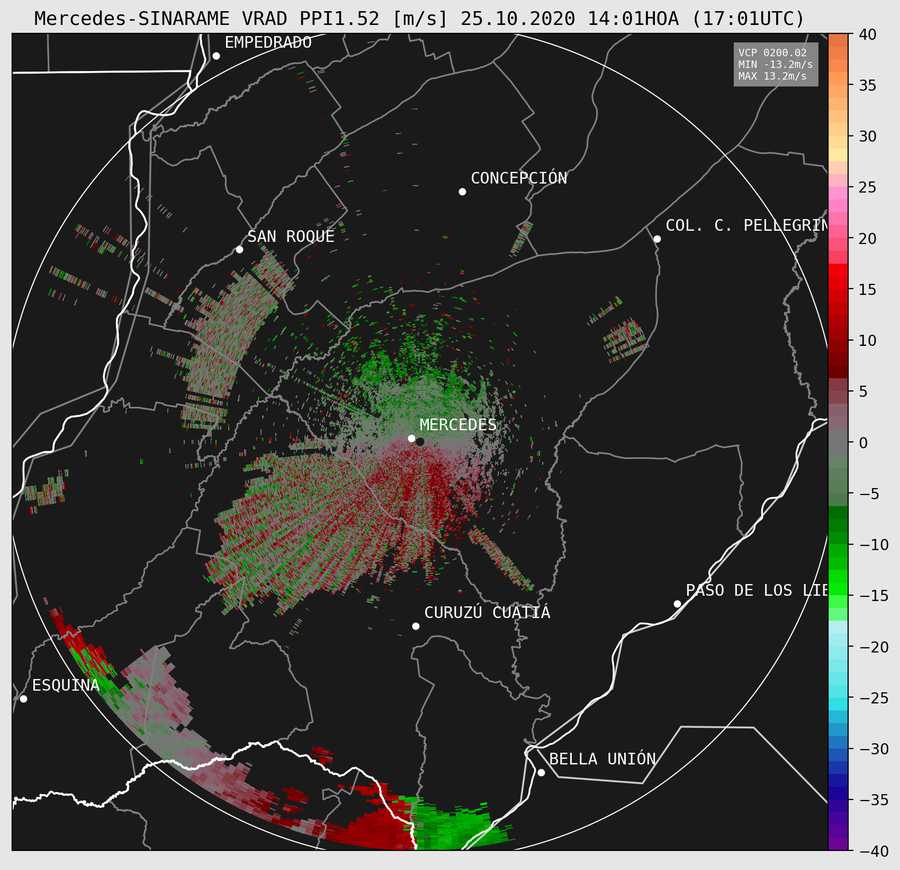 Mercedes-SINARAME VRAD PPI1.52 [m/s] 25.10.2020 14:01HOA (17:01UTC)
EMPEDRADO
VCP 0200.02
MIN -13.2m/s
MAX 13.2m/s
CONCEPCIÓN
COL. C. PELLEGRIN
SAN ROQUE
MERCEDES
PASO DE LOS LIE
CURUZÚ CUATIÁ
ESQUINA
BELLA UNIÓN
40
35
30
25
20
15
10
5
0
−5
−10
−15
−20
−25
−30
−35
−40